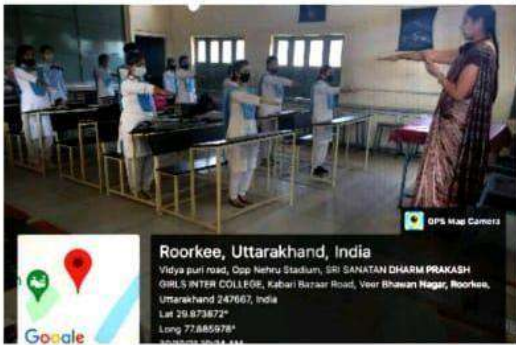 GPS Map Camera
Roorkee, Uttarakhand, India
Vidya puri road, Opp Nehru Stadium, SRI SANATAN DHARM PRAKASH
GIRLS INTER COLLEGE, Kabari Bazaar Road, Veer Bhawan Nagar, Roorkee,
Uttarakhand 247667, India
Lat 29.873872°
Long 77.885978°
Google